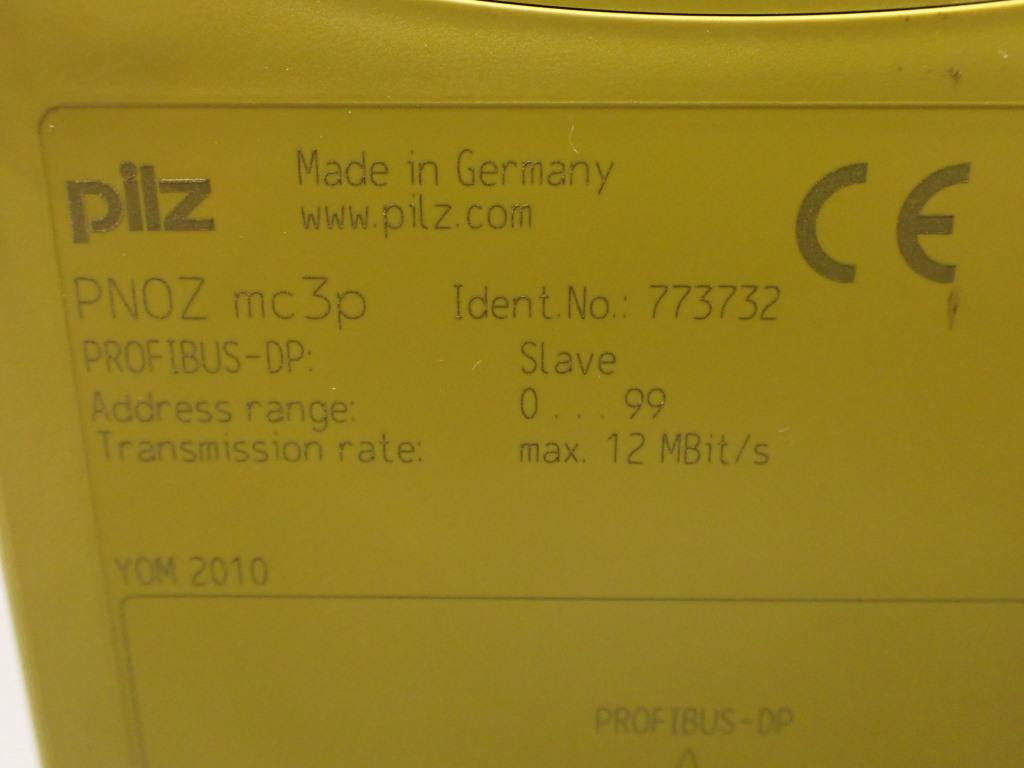 pilz
Made in Germany
www.pilz.com
CE
PNOZ mc3p Ident.No.: 773732
PROFIBUS-DP: Slave
Address range: 0 ... 99
Transmission rate: max. 12 MBit/s
YOM 2010
PROFIBUS-DP